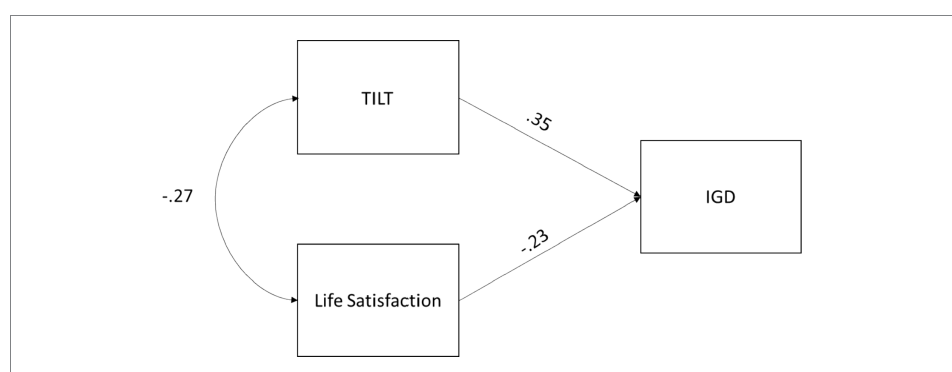 TILT
.35
-.27
IGD
-.23
Life Satisfaction